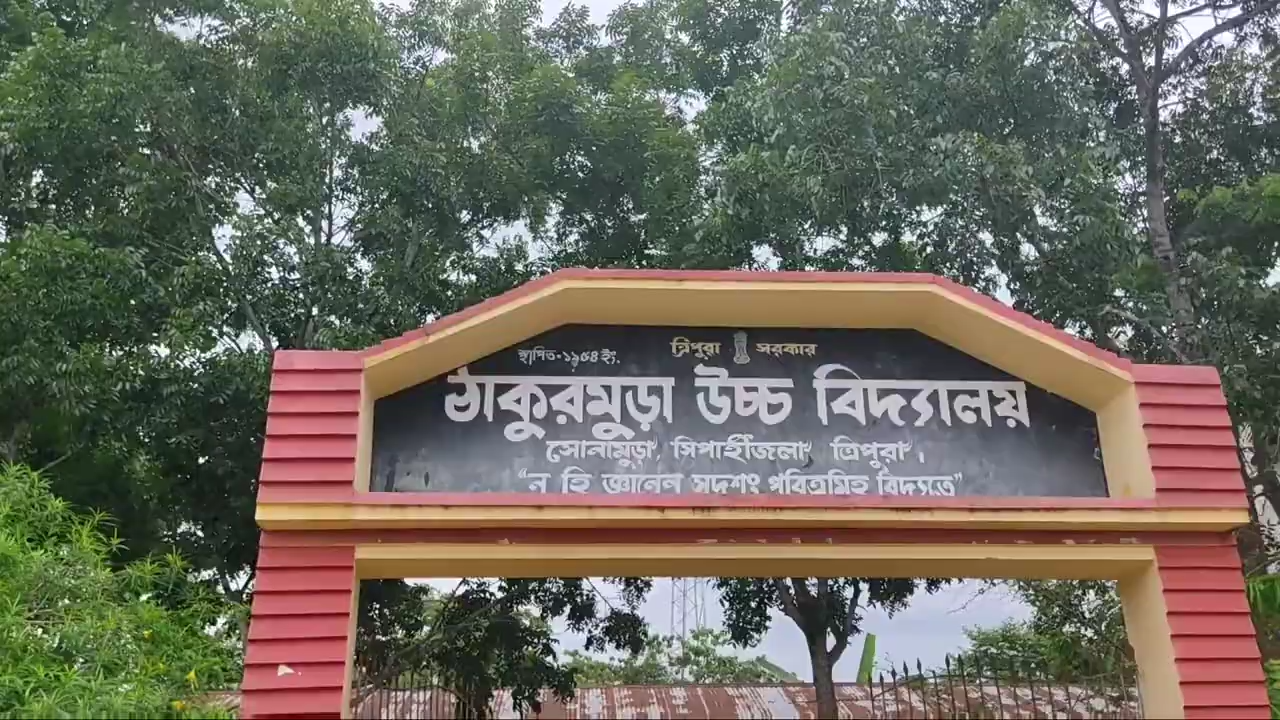 ত্রিপুরা সরকার
স্থাপিত-১৯৫৪ ইং
ঠাকুরমুড়া উচ্চ বিদ্যালয়
সোনামুড়া, সিপাহীজলা, ত্রিপুরা।
“ন হি জ্ঞানেন সদৃশং পবিত্রমিহ বিদ্যতে”